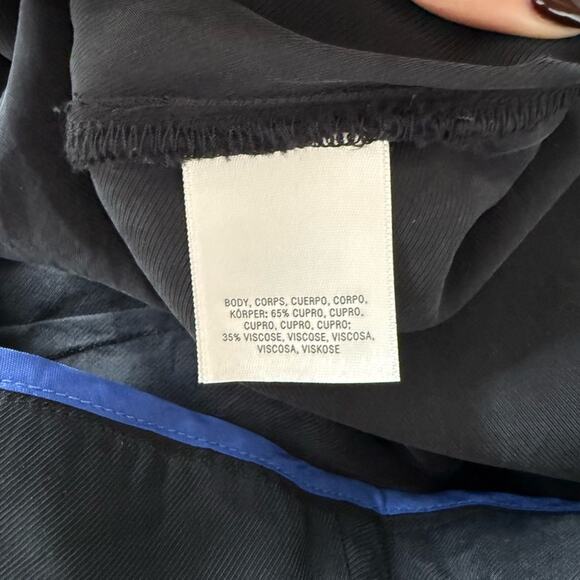 BODY, CORPS, CUERPO, CORPO,
KÖRPER: 65% CUPRO, CUPRO,
CUPRO, CUPRO, CUPRO;
35% VISCOSE, VISCOSE, VISCOSA,
VISCOSA, VISKOSE